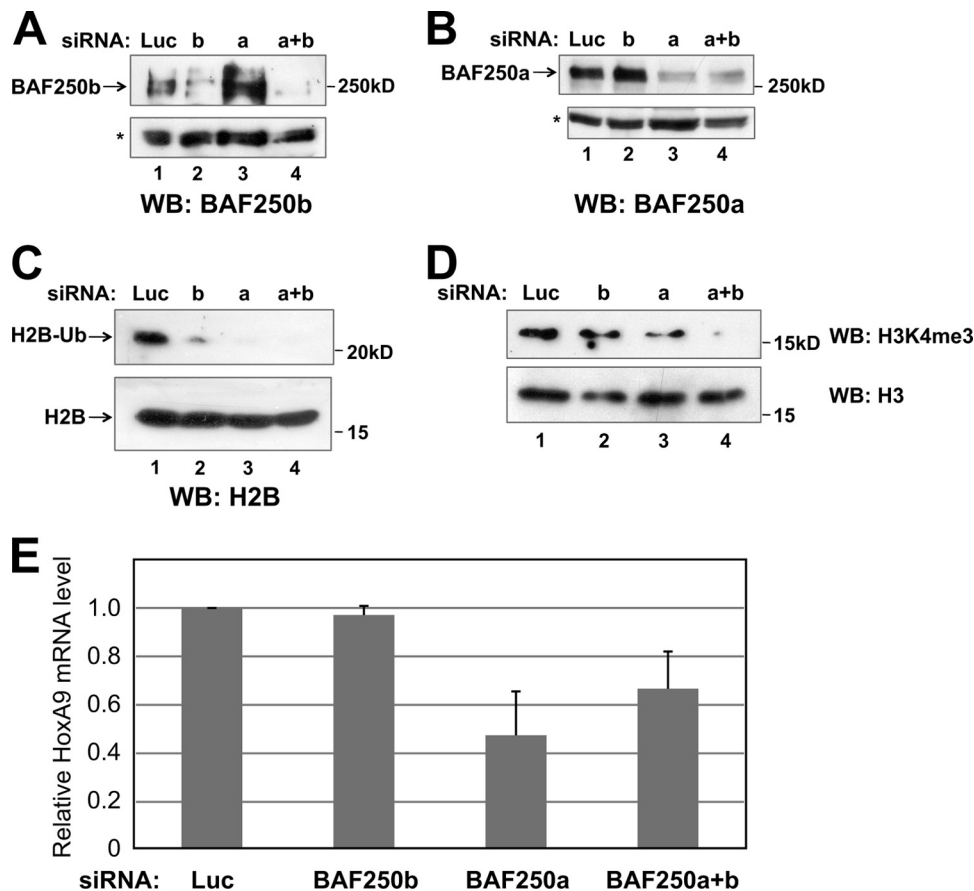 A
siRNA: Luc b a a+b
BAF250b
250kD
*
1 2 3 4
WB: BAF250b
B
siRNA: Luc b a a+b
BAF250a
250kD
*
1 2 3 4
WB: BAF250a
C
siRNA: Luc b a a+b
H2B-Ub
20kD
H2B
15
1 2 3 4
WB: H2B
D
siRNA: Luc b a a+b
15kD
WB: H3K4me3
WB: H3
15
1 2 3 4
E
Relative HoxA9 mRNA level
1.0
0.8
0.6
0.4
0.2
0
siRNA: Luc BAF250b BAF250a BAF250a+b